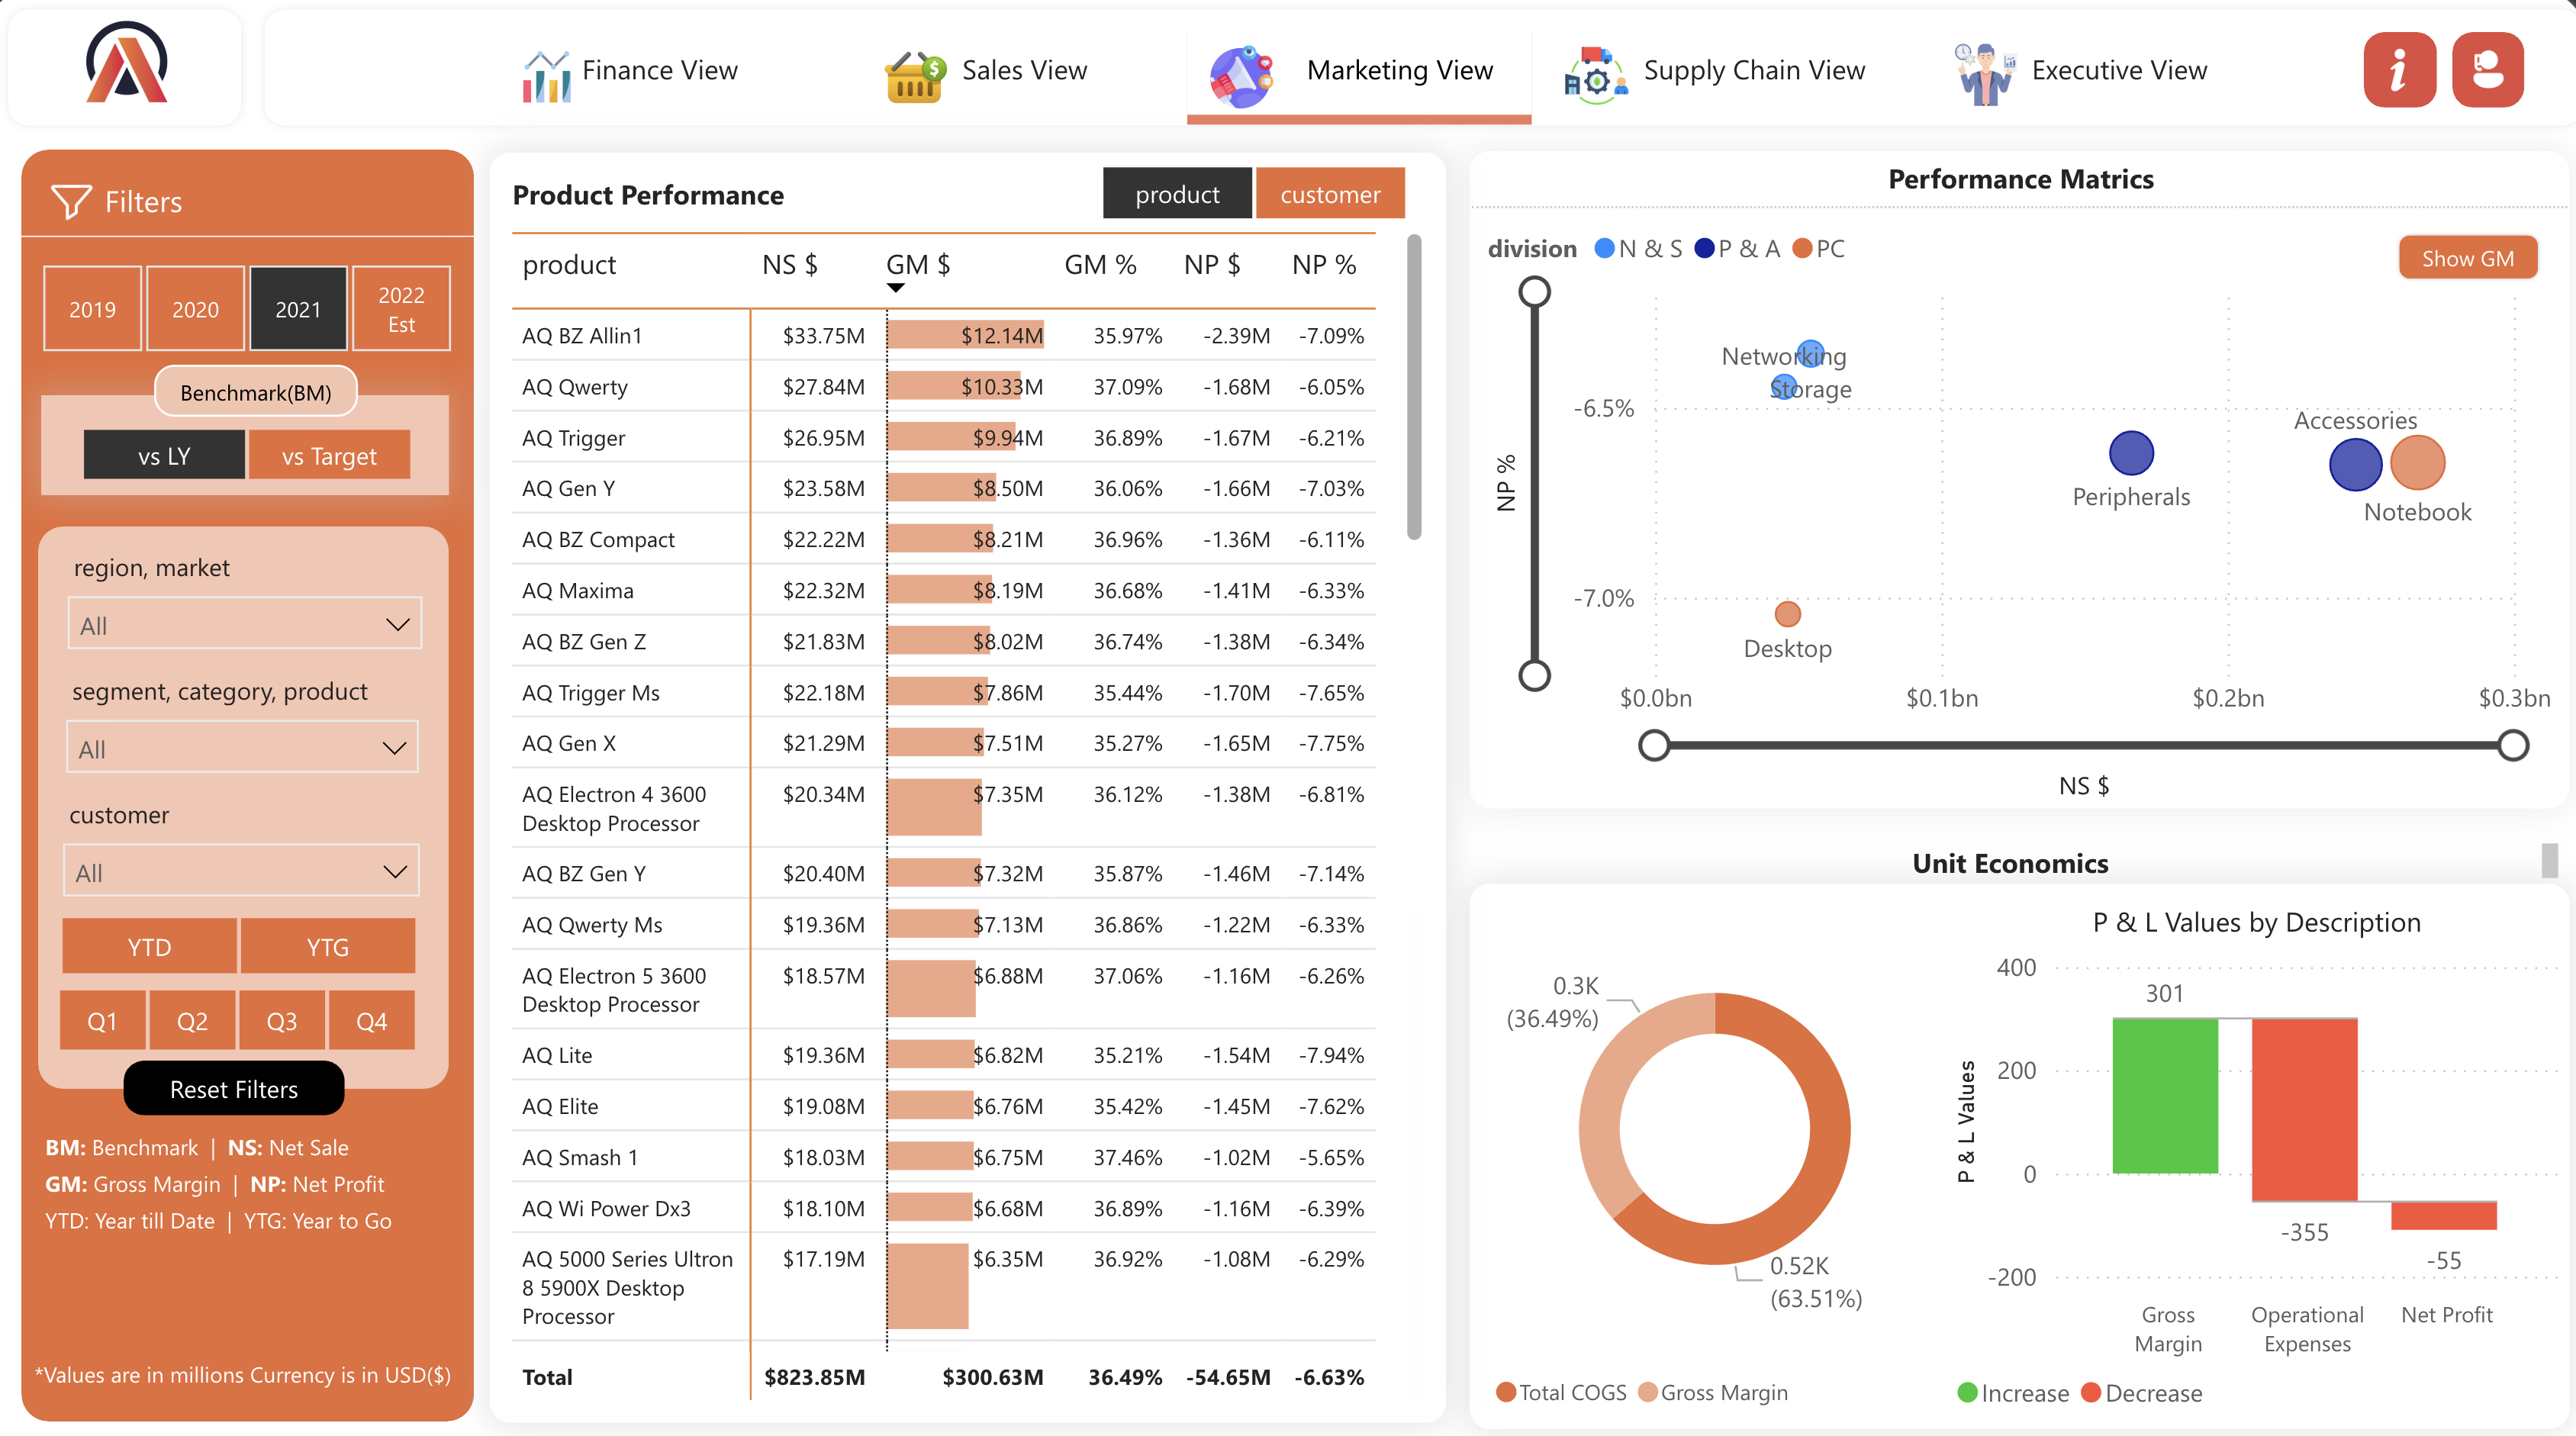 Finance View
Sales View
Marketing View
Supply Chain View
Executive View
Filters
2019 2020 2021 2022 Est
Benchmark(BM)
vs LY vs Target
region, market
All
segment, category, product
All
customer
All
YTD YTG
Q1 Q2 Q3 Q4
Reset Filters
BM: Benchmark | NS: Net Sale
GM: Gross Margin | NP: Net Profit
YTD: Year till Date | YTG: Year to Go
*Values are in millions Currency is in USD($)
Product Performance
product customer
product NS $ GM $ GM % NP $ NP %
AQ BZ Allin1 $33.75M $12.14M 35.97% -2.39M -7.09%
AQ Qwerty $27.84M $10.33M 37.09% -1.68M -6.05%
AQ Trigger $26.95M $9.94M 36.89% -1.67M -6.21%
AQ Gen Y $23.58M $8.50M 36.06% -1.66M -7.03%
AQ BZ Compact $22.22M $8.21M 36.96% -1.36M -6.11%
AQ Maxima $22.32M $8.19M 36.68% -1.41M -6.33%
AQ BZ Gen Z $21.83M $8.02M 36.74% -1.38M -6.34%
AQ Trigger Ms $22.18M $7.86M 35.44% -1.70M -7.65%
AQ Gen X $21.29M $7.51M 35.27% -1.65M -7.75%
AQ Electron 4 3600 $20.34M $7.35M 36.12% -1.38M -6.81%
Desktop Processor
AQ BZ Gen Y $20.40M $7.32M 35.87% -1.46M -7.14%
AQ Qwerty Ms $19.36M $7.13M 36.86% -1.22M -6.33%
AQ Electron 5 3600 $18.57M $6.88M 37.06% -1.16M -6.26%
Desktop Processor
AQ Lite $19.36M $6.82M 35.21% -1.54M -7.94%
AQ Elite $19.08M $6.76M 35.42% -1.45M -7.62%
AQ Smash 1 $18.03M $6.75M 37.46% -1.02M -5.65%
AQ Wi Power Dx3 $18.10M $6.68M 36.89% -1.16M -6.39%
AQ 5000 Series Ultron $17.19M $6.35M 36.92% -1.08M -6.29%
8 5900X Desktop
Processor
Total $823.85M $300.63M 36.49% -54.65M -6.63%
Performance Matrics
division N & S P & A PC
Show GM
Networking
Storage
-6.5%
Accessories
Peripherals
Notebook
NP %
-7.0%
Desktop
$0.0bn $0.1bn $0.2bn $0.3bn
NS $
Unit Economics
0.3K
(36.49%)
0.52K
(63.51%)
Total COGS Gross Margin
P & L Values by Description
400
301
200
P & L Values
0
-355
-55
-200
Gross
Margin
Operational
Expenses
Net Profit
Increase Decrease